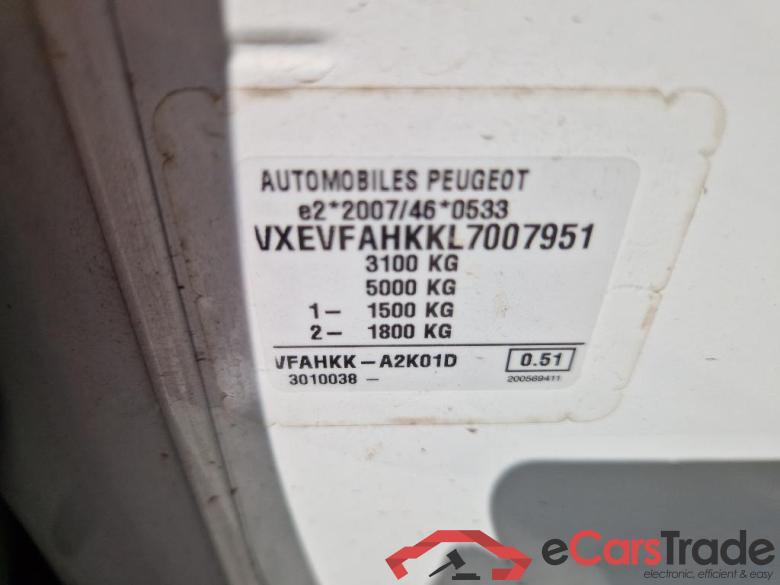 AUTOMOBILES PEUGEOT
e2*2007/46*0533
VXEVFAHKKL7007951
3100 KG
5000 KG
1- 1500 KG
2- 1800 KG
VFAHKK-A2K01D 0.51
3010038 - 200569411
eCarsTrade
electronic, efficient & easy